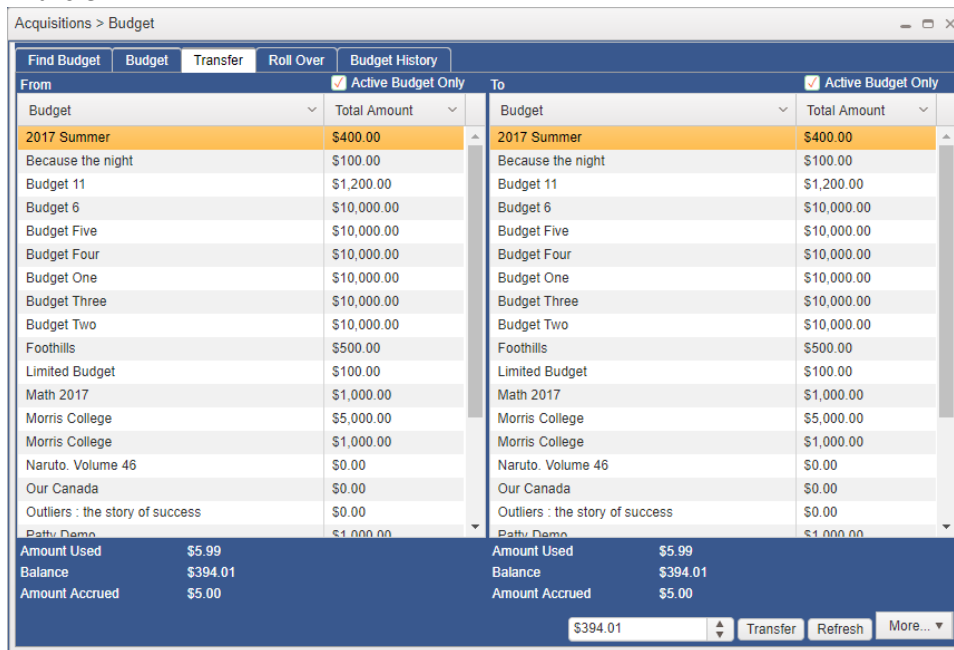 Acquisitions > Budget
Find Budget Budget Transfer Roll Over Budget History
From Active Budget Only To Active Budget Only
Budget Total Amount Budget Total Amount
2017 Summer $400.00 2017 Summer $400.00
Because the night $100.00 Because the night $100.00
Budget 11 $1,200.00 Budget 11 $1,200.00
Budget 6 $10,000.00 Budget 6 $10,000.00
Budget Five $10,000.00 Budget Five $10,000.00
Budget Four $10,000.00 Budget Four $10,000.00
Budget One $10,000.00 Budget One $10,000.00
Budget Three $10,000.00 Budget Three $10,000.00
Budget Two $10,000.00 Budget Two $10,000.00
Foothills $500.00 Foothills $500.00
Limited Budget $100.00 Limited Budget $100.00
Math 2017 $1,000.00 Math 2017 $1,000.00
Morris College $5,000.00 Morris College $5,000.00
Morris College $1,000.00 Morris College $1,000.00
Naruto. Volume 46 $0.00 Naruto. Volume 46 $0.00
Our Canada $0.00 Our Canada $0.00
Outliers : the story of success $0.00 Outliers : the story of success $0.00
Patty Demo $1,000.00 Patty Demo $1,000.00
Amount Used $5.99 Amount Used $5.99
Balance $394.01 Balance $394.01
Amount Accrued $5.00 Amount Accrued $5.00
$394.01 Transfer Refresh More...